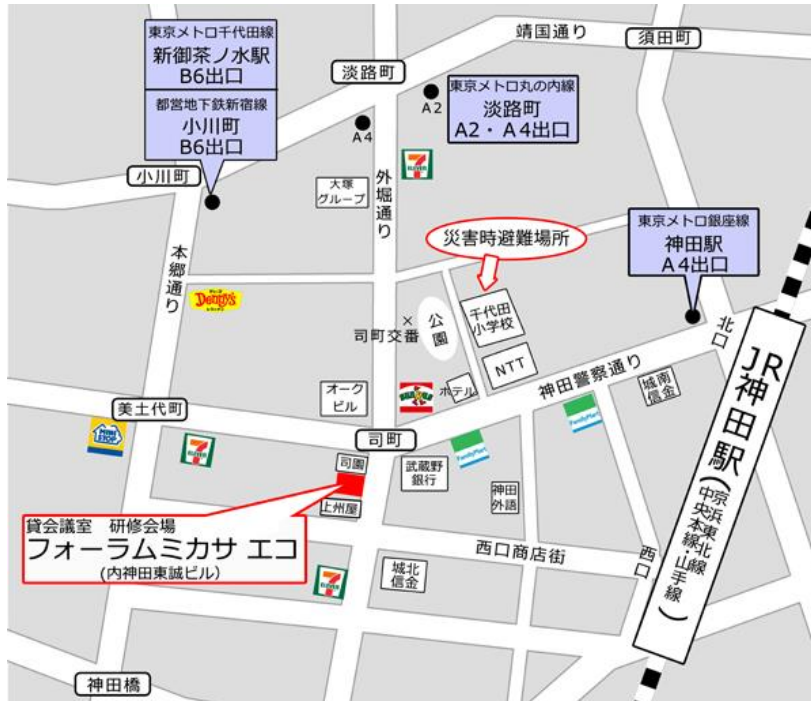 東京メトロ千代田線
新御茶ノ水駅
B6出口
都営地下鉄新宿線
小川町
B6出口
靖国通り
須田町
淡路町
A2
A4
東京メトロ丸の内線
淡路町
A2・A4出口
7
ELEVEN
小川町
大塚
グループ
外堀通り
本郷通り
災害時避難場所
東京メトロ銀座線
神田駅
A4出口
Denny's
×
司町交番
公園
千代田
小学校
NTT
北口
JR神田駅
(京浜東北線
中央本線・山手線)
神田警察通り
城南
信金
美土代町
オーク
ビル
ホテル
FamilyMart
MINI
STOP
7
ELEVEN
司町
FamilyMart
司園
武蔵野
銀行
神田
外語
上州屋
貸会議室 研修会場
フォーラムミカサ エコ
(内神田東誠ビル)
西口商店街
西口
7
ELEVEN
城北
信金
神田橋